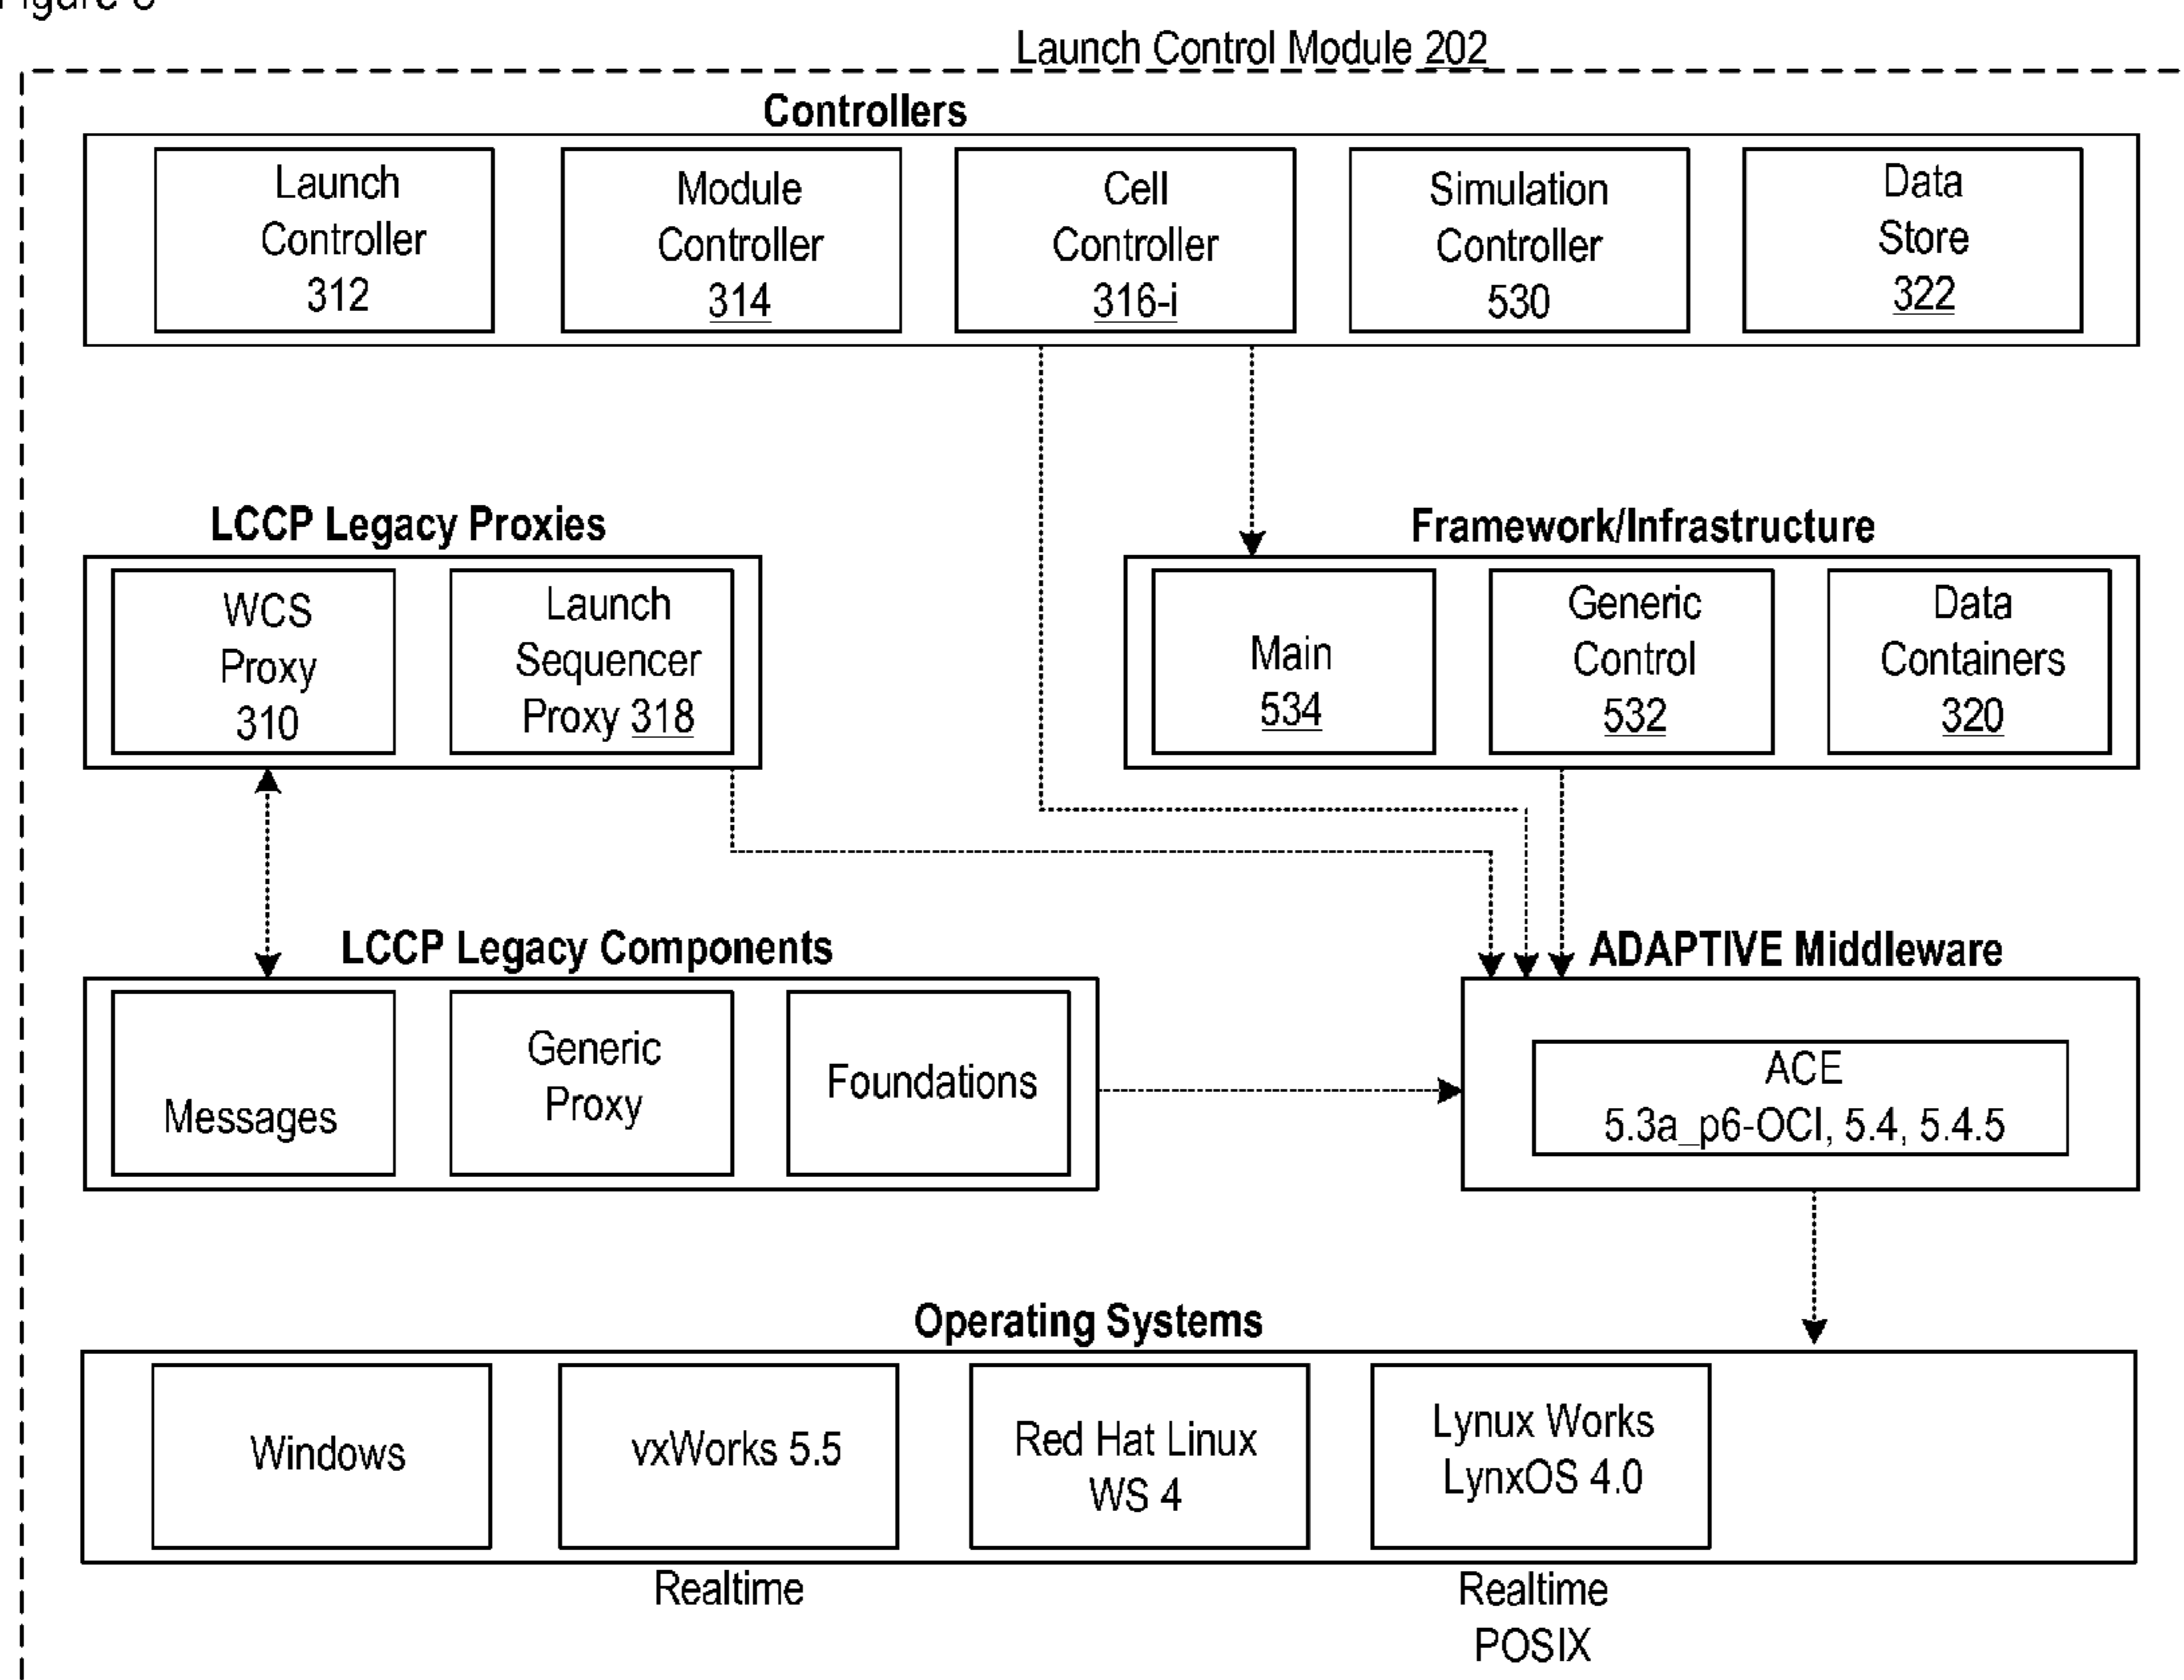 Launch Control Module 202
Controllers
Launch
Controller
312
Module
Controller
314
Cell
Controller
316-i
Simulation
Controller
530
Data
Store
322
LCCP Legacy Proxies
WCS
Proxy
310
Launch
Sequencer
Proxy 318
Framework/Infrastructure
Main
534
Generic
Control
532
Data
Containers
320
LCCP Legacy Components
Messages
Generic
Proxy
Foundations
ADAPTIVE Middleware
ACE
5.3a_p6-OCI, 5.4, 5.4.5
Operating Systems
Windows
vxWorks 5.5
Red Hat Linux
WS 4
Lynux Works
LynxOS 4.0
Realtime
Realtime
POSIX